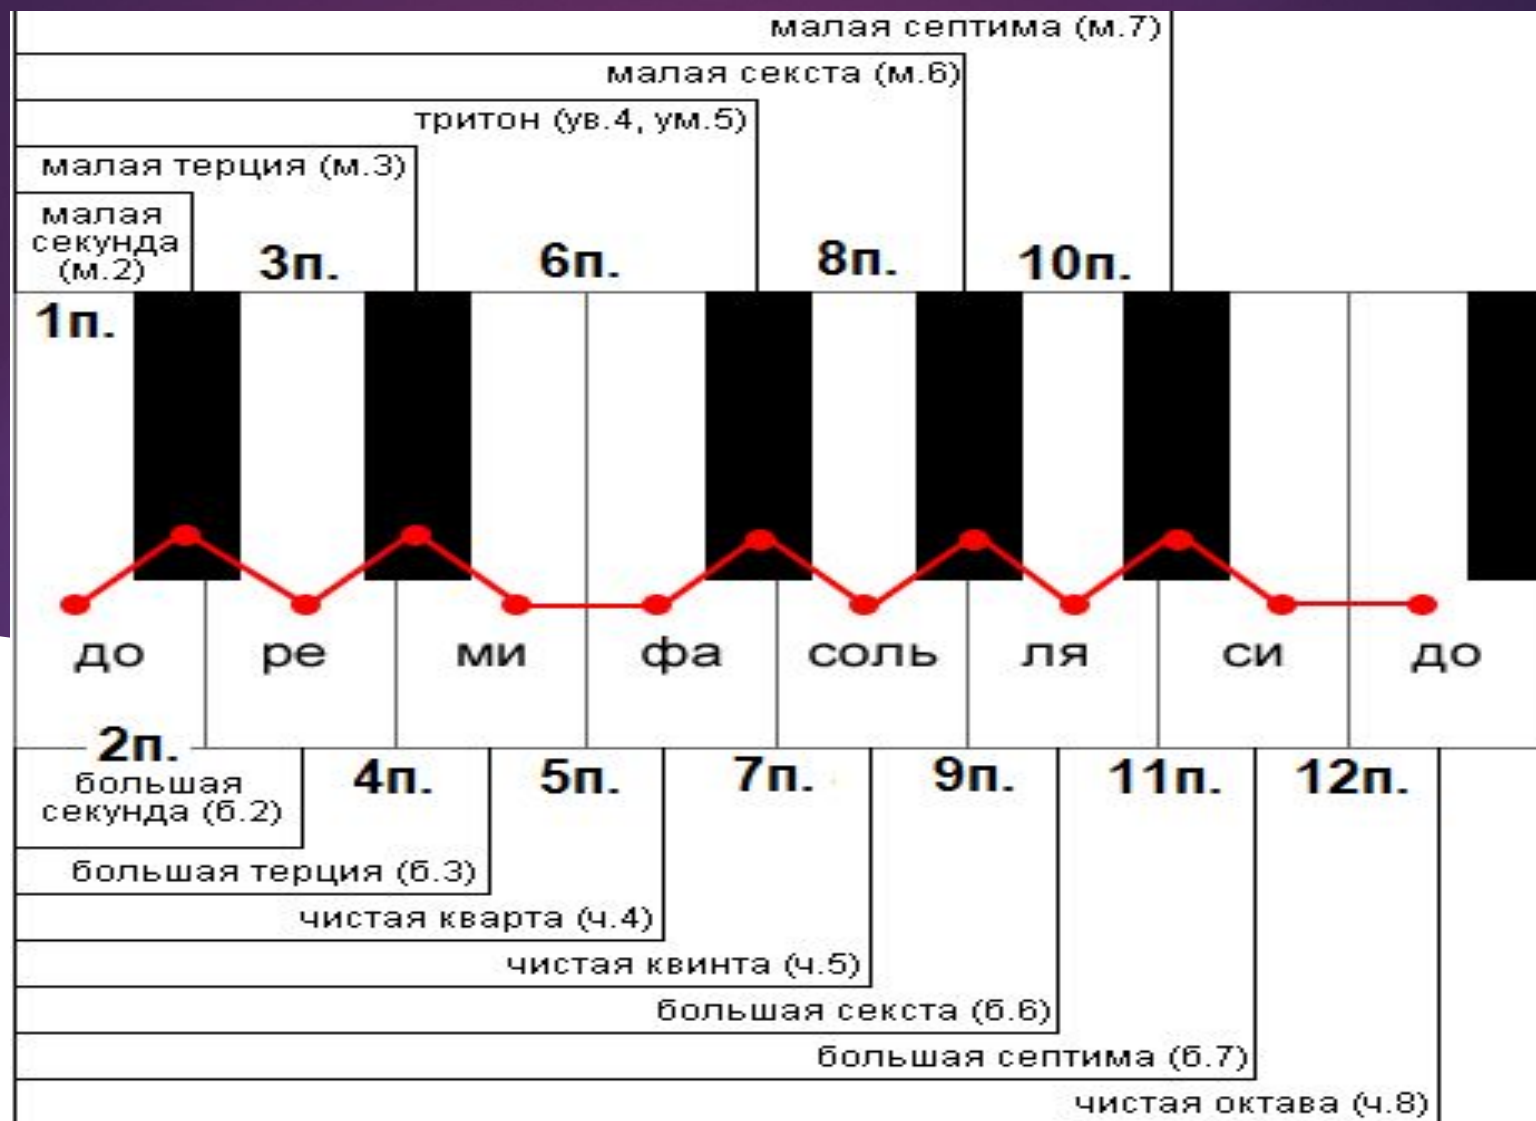 малая септима (м.7)
малая секста (м.6)
тритон (ув.4, ум.5)
малая терция (м.3)
малая
секунда
(м.2)
3п.
6п.
8п.
10п.
1п.
до ре ми фа соль ля си до
2п.
4п.
5п.
7п.
9п.
11п.
12п.
большая
секунда (б.2)
большая терция (б.3)
чистая кварта (ч.4)
чистая квинта (ч.5)
большая секста (б.6)
большая септима (б.7)
чистая октава (ч.8)